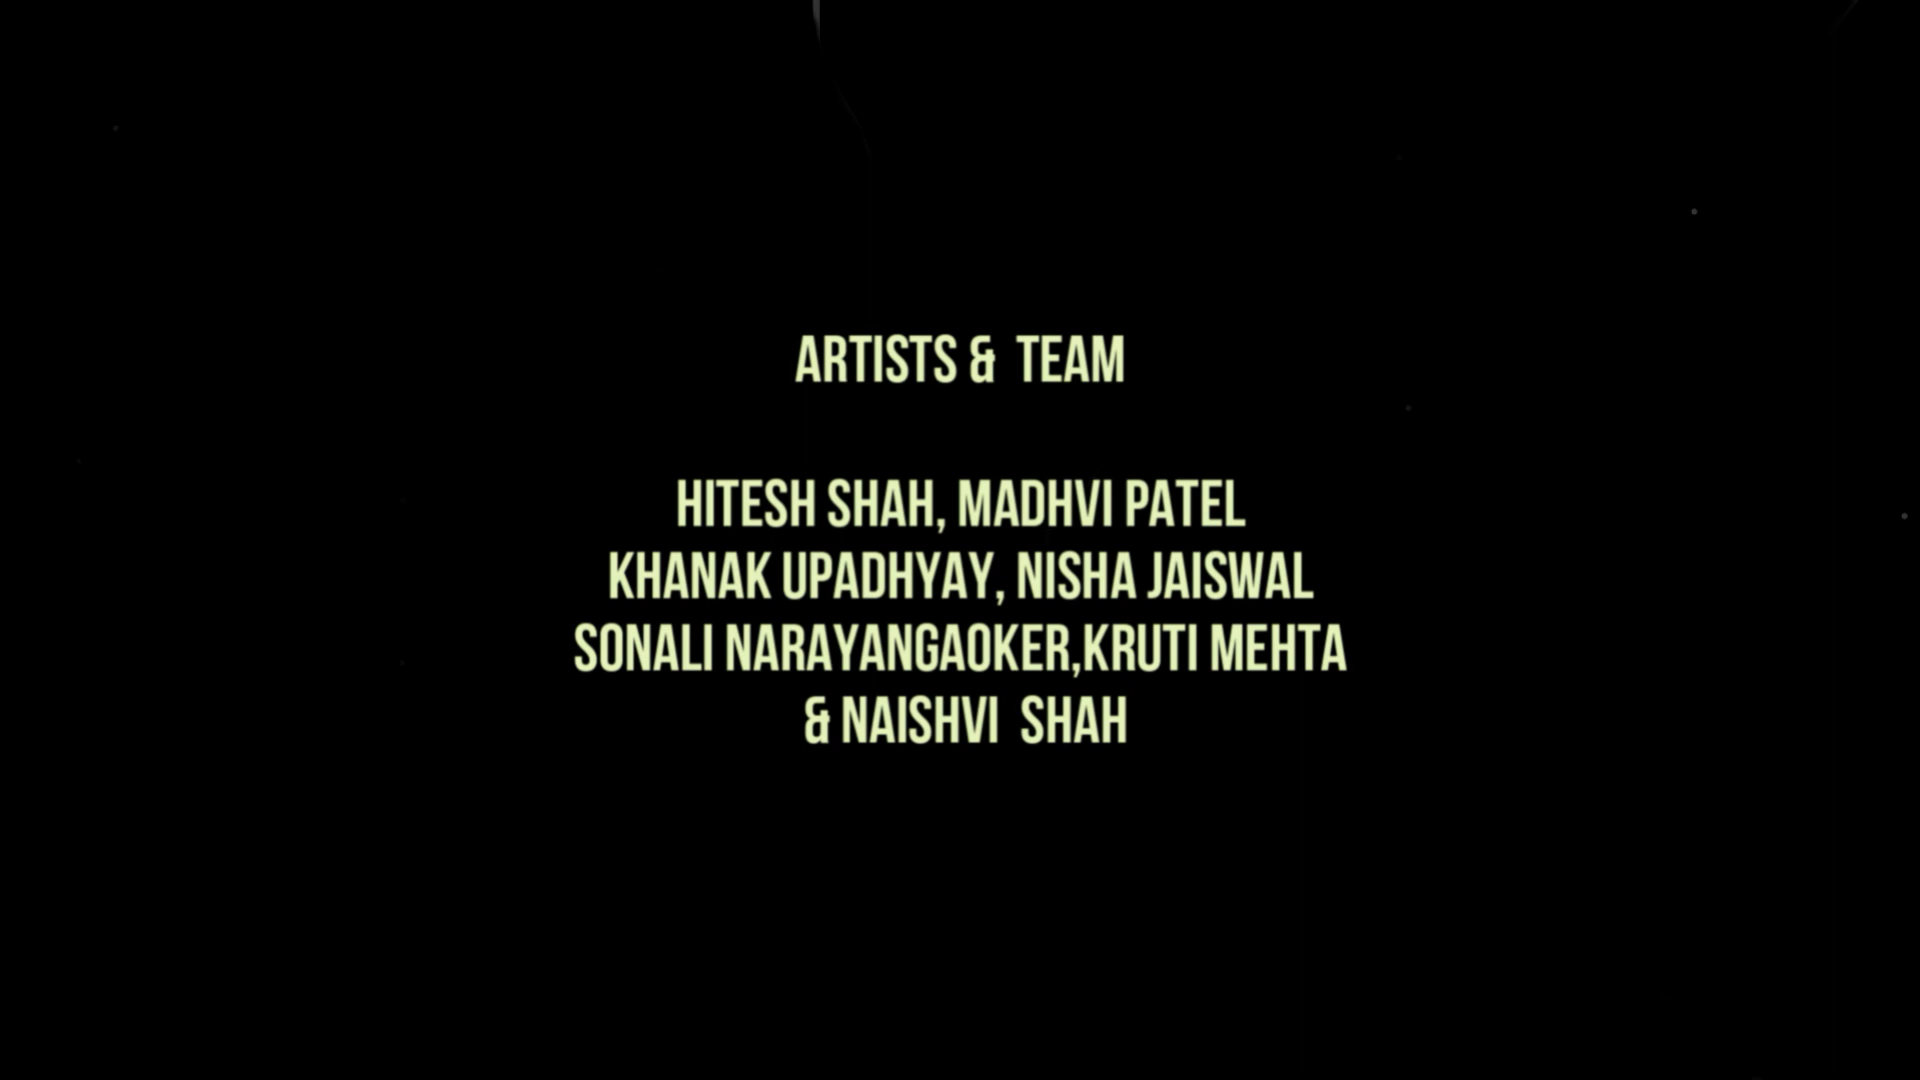 ARTISTS &  TEAM
HITESH SHAH, MADHVI PATEL
KHANAK UPADHYAY, NISHA JAISWAL
SONALI NARAYANGAOKER,KRUTI MEHTA
& NAISHVI  SHAH